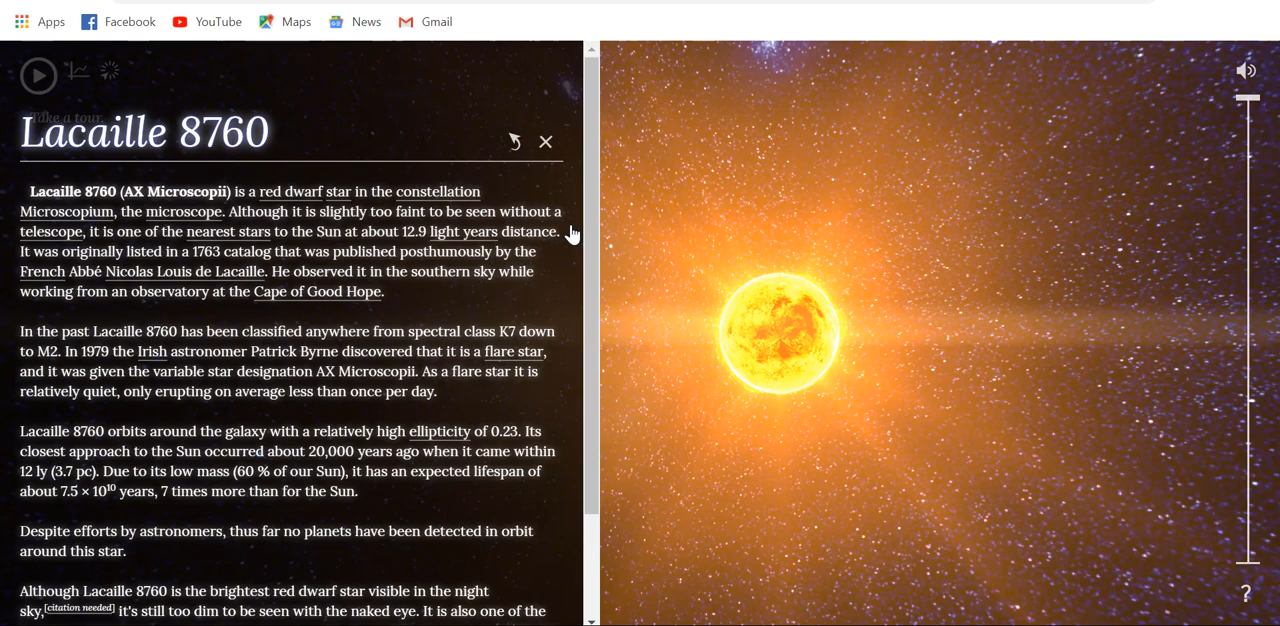 Apps Facebook YouTube Maps News Gmail
Take a tour.
Lacaille 8760
Lacaille 8760 (AX Microscopii) is a red dwarf star in the constellation
Microscopium, the microscope. Although it is slightly too faint to be seen without a
telescope, it is one of the nearest stars to the Sun at about 12.9 light years distance.
It was originally listed in a 1763 catalog that was published posthumously by the
French Abbé Nicolas Louis de Lacaille. He observed it in the southern sky while
working from an observatory at the Cape of Good Hope.
In the past Lacaille 8760 has been classified anywhere from spectral class K7 down
to M2. In 1979 the Irish astronomer Patrick Byrne discovered that it is a flare star,
and it was given the variable star designation AX Microscopii. As a flare star it is
relatively quiet, only erupting on average less than once per day.
Lacaille 8760 orbits around the galaxy with a relatively high ellipticity of 0.23. Its
closest approach to the Sun occurred about 20,000 years ago when it came within
12 ly (3.7 pc). Due to its low mass (60 % of our Sun), it has an expected lifespan of
about 7.5 × 10¹⁰ years, 7 times more than for the Sun.
Despite efforts by astronomers, thus far no planets have been detected in orbit
around this star.
Although Lacaille 8760 is the brightest red dwarf star visible in the night
sky,[citation needed] it's still too dim to be seen with the naked eye. It is also one of the
?